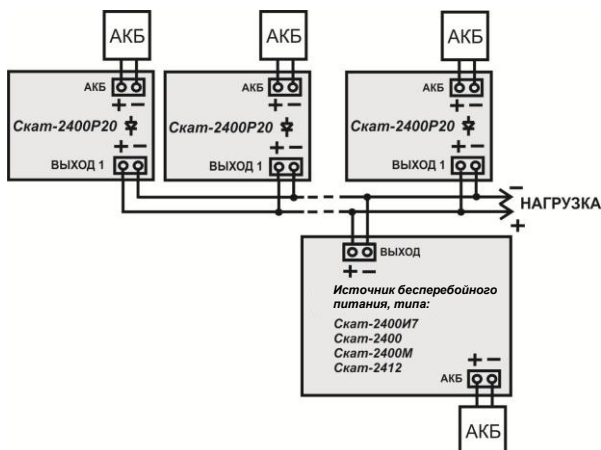 АКБ
АКБ
АКБ
АКБ
+ −
Скат-2400Р20
+ −
ВЫХОД 1
АКБ
+ −
Скат-2400Р20
+ −
ВЫХОД 1
АКБ
+ −
Скат-2400Р20
+ −
ВЫХОД 1
−
НАГРУЗКА
+
ВЫХОД
+ −
Источник бесперебойного
питания, типа:
Скат-2400И7
Скат-2400
Скат-2400М
Скат-2412
+ −
АКБ
АКБ